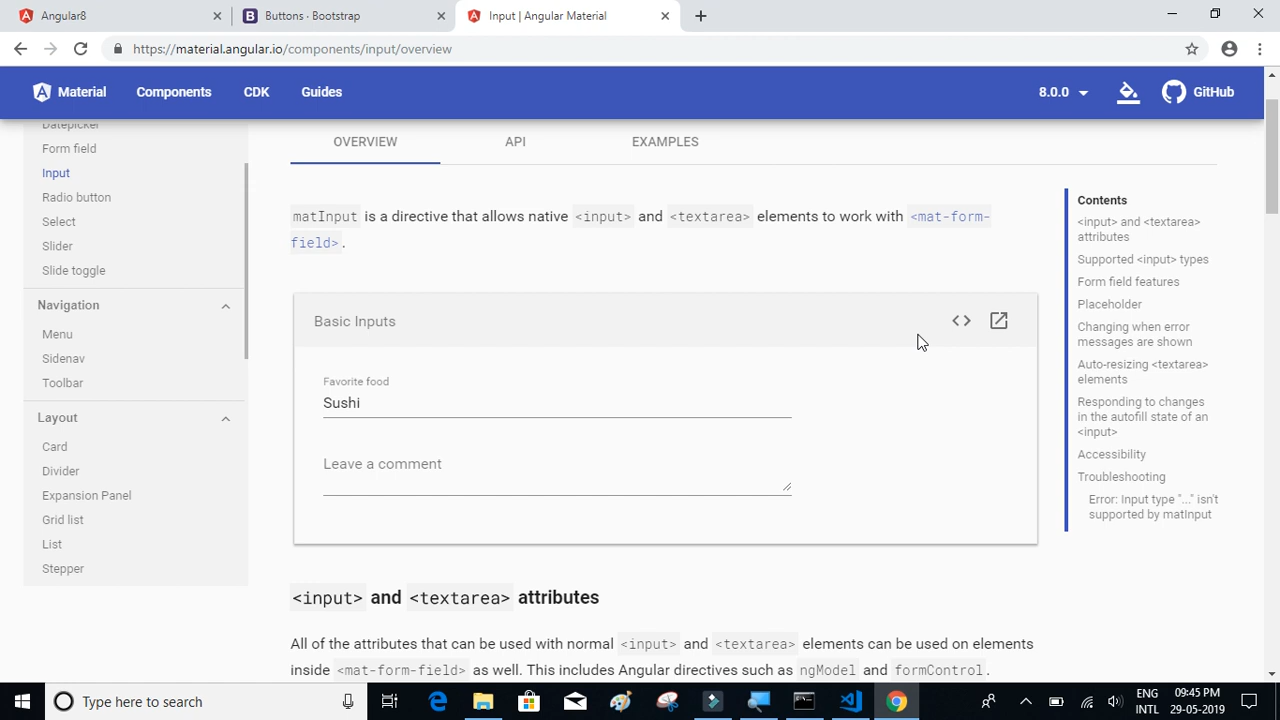 Angular8
Buttons · Bootstrap
Input | Angular Material
https://material.angular.io/components/input/overview
Material
Components
CDK
Guides
8.0.0
GitHub
Datepicker
Form field
Input
Radio button
Select
Slider
Slide toggle
Navigation
Menu
Sidenav
Toolbar
Layout
Card
Divider
Expansion Panel
Grid list
List
Stepper
OVERVIEW
API
EXAMPLES
matInput is a directive that allows native <input> and <textarea> elements to work with <mat-form-
field>.
Basic Inputs
Favorite food
Sushi
Leave a comment
<input> and <textarea> attributes
All of the attributes that can be used with normal <input> and <textarea> elements can be used on elements
inside <mat-form-field> as well. This includes Angular directives such as ngModel and formControl.
Contents
<input> and <textarea>
attributes
Supported <input> types
Form field features
Placeholder
Changing when error
messages are shown
Auto-resizing <textarea>
elements
Responding to changes
in the autofill state of an
<input>
Accessibility
Troubleshooting
Error: Input type "..." isn't
supported by matInput
Type here to search
ENG
INTL
09:45 PM
29-05-2019